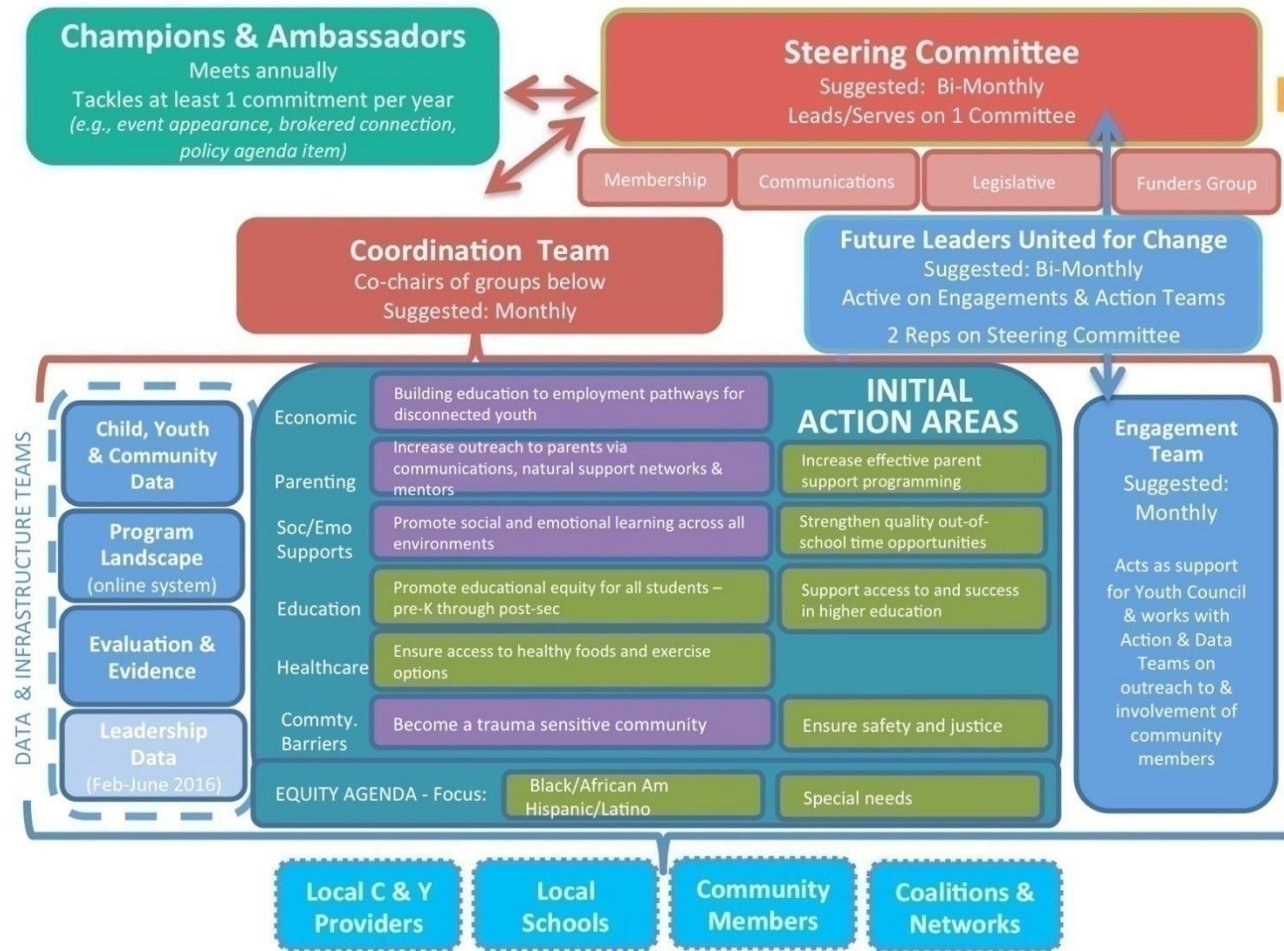 Champions & Ambassadors
Meets annually
Tackles at least 1 commitment per year
(e.g., event appearance, brokered connection,
policy agenda item)
Steering Committee
Suggested: Bi-Monthly
Leads/Serves on 1 Committee
Membership
Communications
Legislative
Funders Group
Coordination Team
Co-chairs of groups below
Suggested: Monthly
Future Leaders United for Change
Suggested: Bi-Monthly
Active on Engagements & Action Teams
2 Reps on Steering Committee
DATA & INFRASTRUCTURE TEAMS
Child, Youth
& Community
Data
Program
Landscape
(online system)
Evaluation &
Evidence
Leadership
Data
(Feb-June 2016)
INITIAL
ACTION AREAS
Economic
Building education to employment pathways for
disconnected youth
Parenting
Increase outreach to parents via
communications, natural support networks &
mentors
Increase effective parent
support programming
Soc/Emo
Supports
Promote social and emotional learning across all
environments
Strengthen quality out-of-
school time opportunities
Education
Promote educational equity for all students –
pre-K through post-sec
Support access to and success
in higher education
Healthcare
Ensure access to healthy foods and exercise
options
Commty.
Barriers
Become a trauma sensitive community
Ensure safety and justice
EQUITY AGENDA - Focus:
Black/African Am
Hispanic/Latino
Special needs
Engagement
Team
Suggested:
Monthly
Acts as support
for Youth Council
& works with
Action & Data
Teams on
outreach to &
involvement of
community
members
Local C & Y
Providers
Local
Schools
Community
Members
Coalitions &
Networks